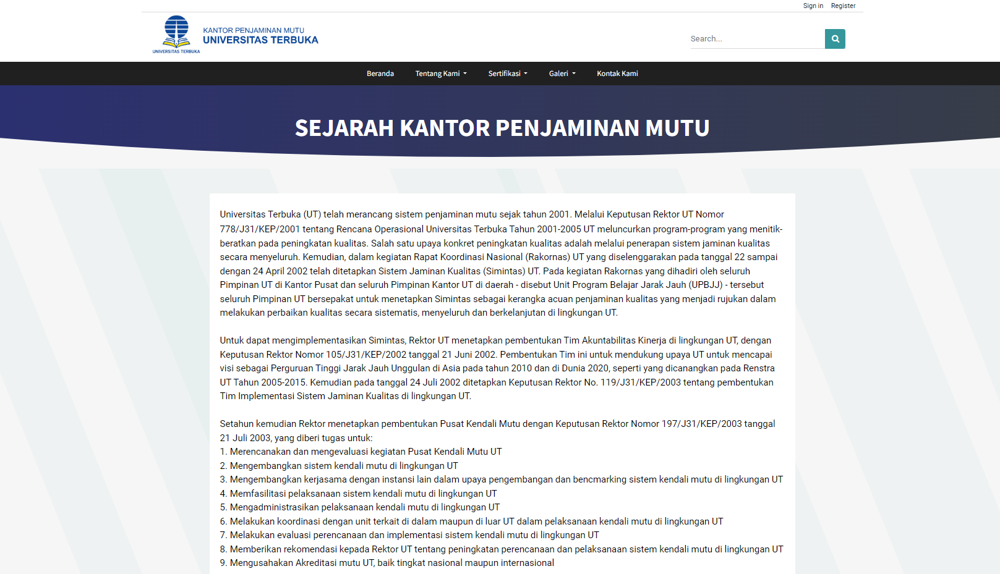 Sign in
Register
KANTOR PENJAMINAN MUTU
UNIVERSITAS TERBUKA
UNIVERSITAS TERBUKA
Search...
Beranda
Tentang Kami
Sertifikasi
Galeri
Kontak Kami
SEJARAH KANTOR PENJAMINAN MUTU
Universitas Terbuka (UT) telah merancang sistem penjaminan mutu sejak tahun 2001. Melalui Keputusan Rektor UT Nomor
778/J31/KEP/2001 tentang Rencana Operasional Universitas Terbuka Tahun 2001-2005 UT meluncurkan program-program yang menitik-
beratkan pada peningkatan kualitas. Salah satu upaya konkret peningkatan kualitas adalah melalui penerapan sistem jaminan kualitas
secara menyeluruh. Kemudian, dalam kegiatan Rapat Koordinasi Nasional (Rakornas) UT yang diselenggarakan pada tanggal 22 sampai
dengan 24 April 2002 telah ditetapkan Sistem Jaminan Kualitas (Simintas) UT. Pada kegiatan Rakornas yang dihadiri oleh seluruh
Pimpinan UT di Kantor Pusat dan seluruh Pimpinan Kantor UT di daerah - disebut Unit Program Belajar Jarak Jauh (UPBJJ) - tersebut
seluruh Pimpinan UT bersepakat untuk menetapkan Simintas sebagai kerangka acuan penjaminan kualitas yang menjadi rujukan dalam
melakukan perbaikan kualitas secara sistematis, menyeluruh dan berkelanjutan di lingkungan UT.
Untuk dapat mengimplementasikan Simintas, Rektor UT menetapkan pembentukan Tim Akuntabilitas Kinerja di lingkungan UT, dengan
Keputusan Rektor Nomor 105/J31/KEP/2002 tanggal 21 Juni 2002. Pembentukan Tim ini untuk mendukung upaya UT untuk mencapai
visi sebagai Perguruan Tinggi Jarak Jauh Unggulan di Asia pada tahun 2010 dan di Dunia 2020, seperti yang dicanangkan pada Renstra
UT Tahun 2005-2015. Kemudian pada tanggal 24 Juli 2002 ditetapkan Keputusan Rektor No. 119/J31/KEP/2003 tentang pembentukan
Tim Implementasi Sistem Jaminan Kualitas di lingkungan UT.
Setahun kemudian Rektor menetapkan pembentukan Pusat Kendali Mutu dengan Keputusan Rektor Nomor 197/J31/KEP/2003 tanggal
21 Juli 2003, yang diberi tugas untuk:
1. Merencanakan dan mengevaluasi kegiatan Pusat Kendali Mutu UT
2. Mengembangkan sistem kendali mutu di lingkungan UT
3. Mengembangkan kerjasama dengan instansi lain dalam upaya pengembangan dan bencmarking sistem kendali mutu di lingkungan UT
4. Memfasilitasi pelaksanaan sistem kendali mutu di lingkungan UT
5. Mengadministrasikan pelaksanaan kendali mutu di lingkungan UT
6. Melakukan koordinasi dengan unit terkait di dalam maupun di luar UT dalam pelaksanaan kendali mutu di lingkungan UT
7. Melakukan evaluasi perencanaan dan implementasi sistem kendali mutu di lingkungan UT
8. Memberikan rekomendasi kepada Rektor UT tentang peningkatan perencanaan dan pelaksanaan sistem kendali mutu di lingkungan UT
9. Mengusahakan Akreditasi mutu UT, baik tingkat nasional maupun internasional